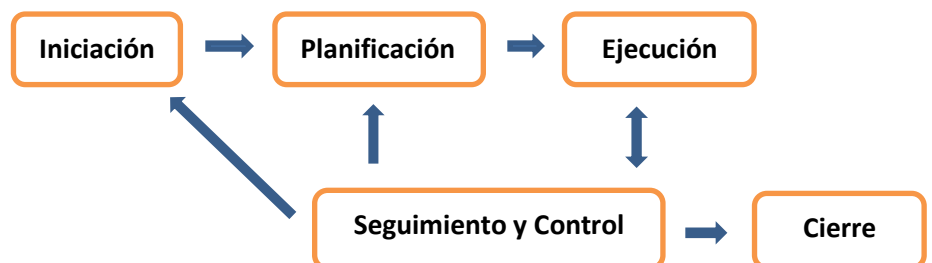 Iniciación
Planificación
Ejecución
Seguimiento y Control
Cierre